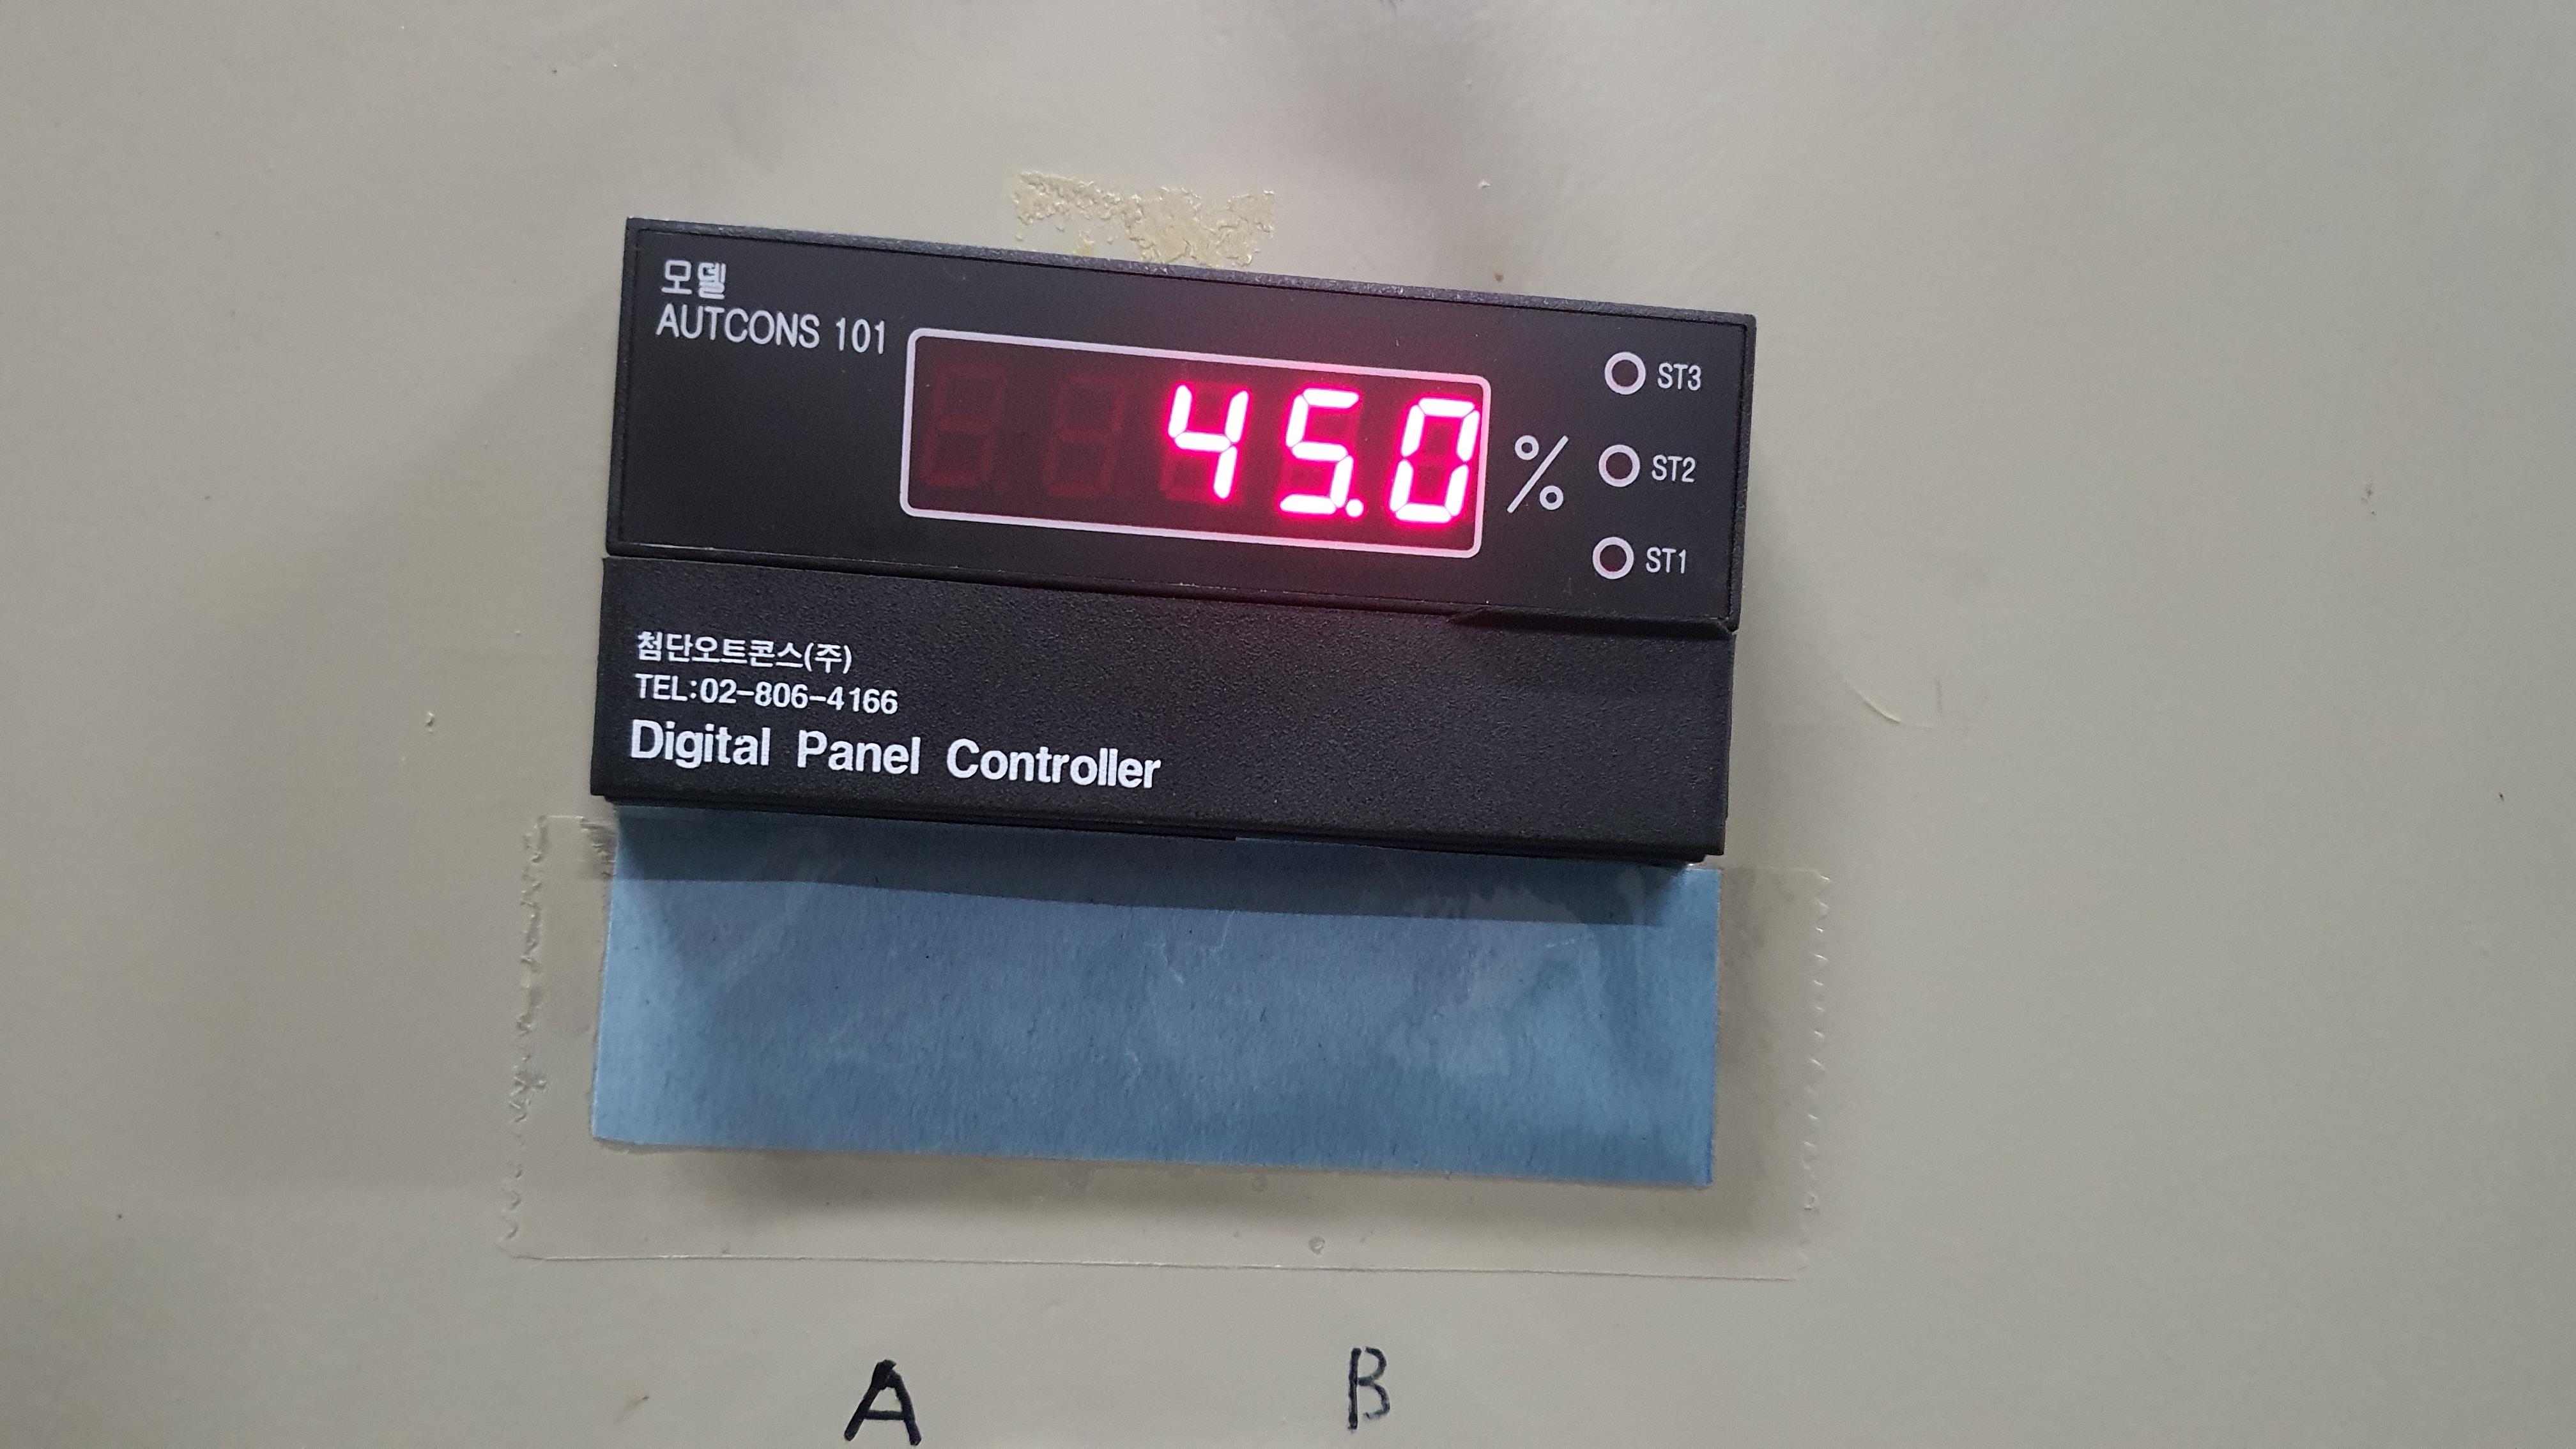 모델
AUTCONS 101
45.0 %
ST3
ST2
ST1
첨단오트콘스(주)
TEL:02-806-4166
Digital Panel Controller
A B